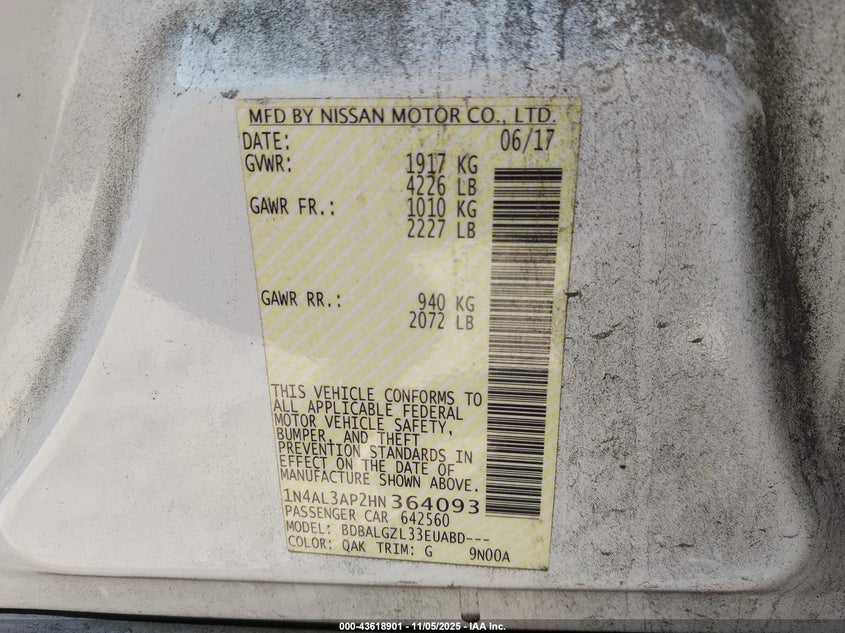 MFD BY NISSAN MOTOR CO., LTD.
DATE: 06/17
GVWR: 1917 KG
4226 LB
GAWR FR.: 1010 KG
2227 LB
GAWR RR.: 940 KG
2072 LB
THIS VEHICLE CONFORMS TO
ALL APPLICABLE FEDERAL
MOTOR VEHICLE SAFETY,
BUMPER, AND THEFT
PREVENTION STANDARDS IN
EFFECT ON THE DATE OF
MANUFACTURE SHOWN ABOVE.
1N4AL3AP2HN364093
PASSENGER CAR 642560
MODEL: BDBALGZL33EUABD---
COLOR: QAK TRIM: G 9N00A
000-43618901 - 11/05/2025 - IAA Inc.